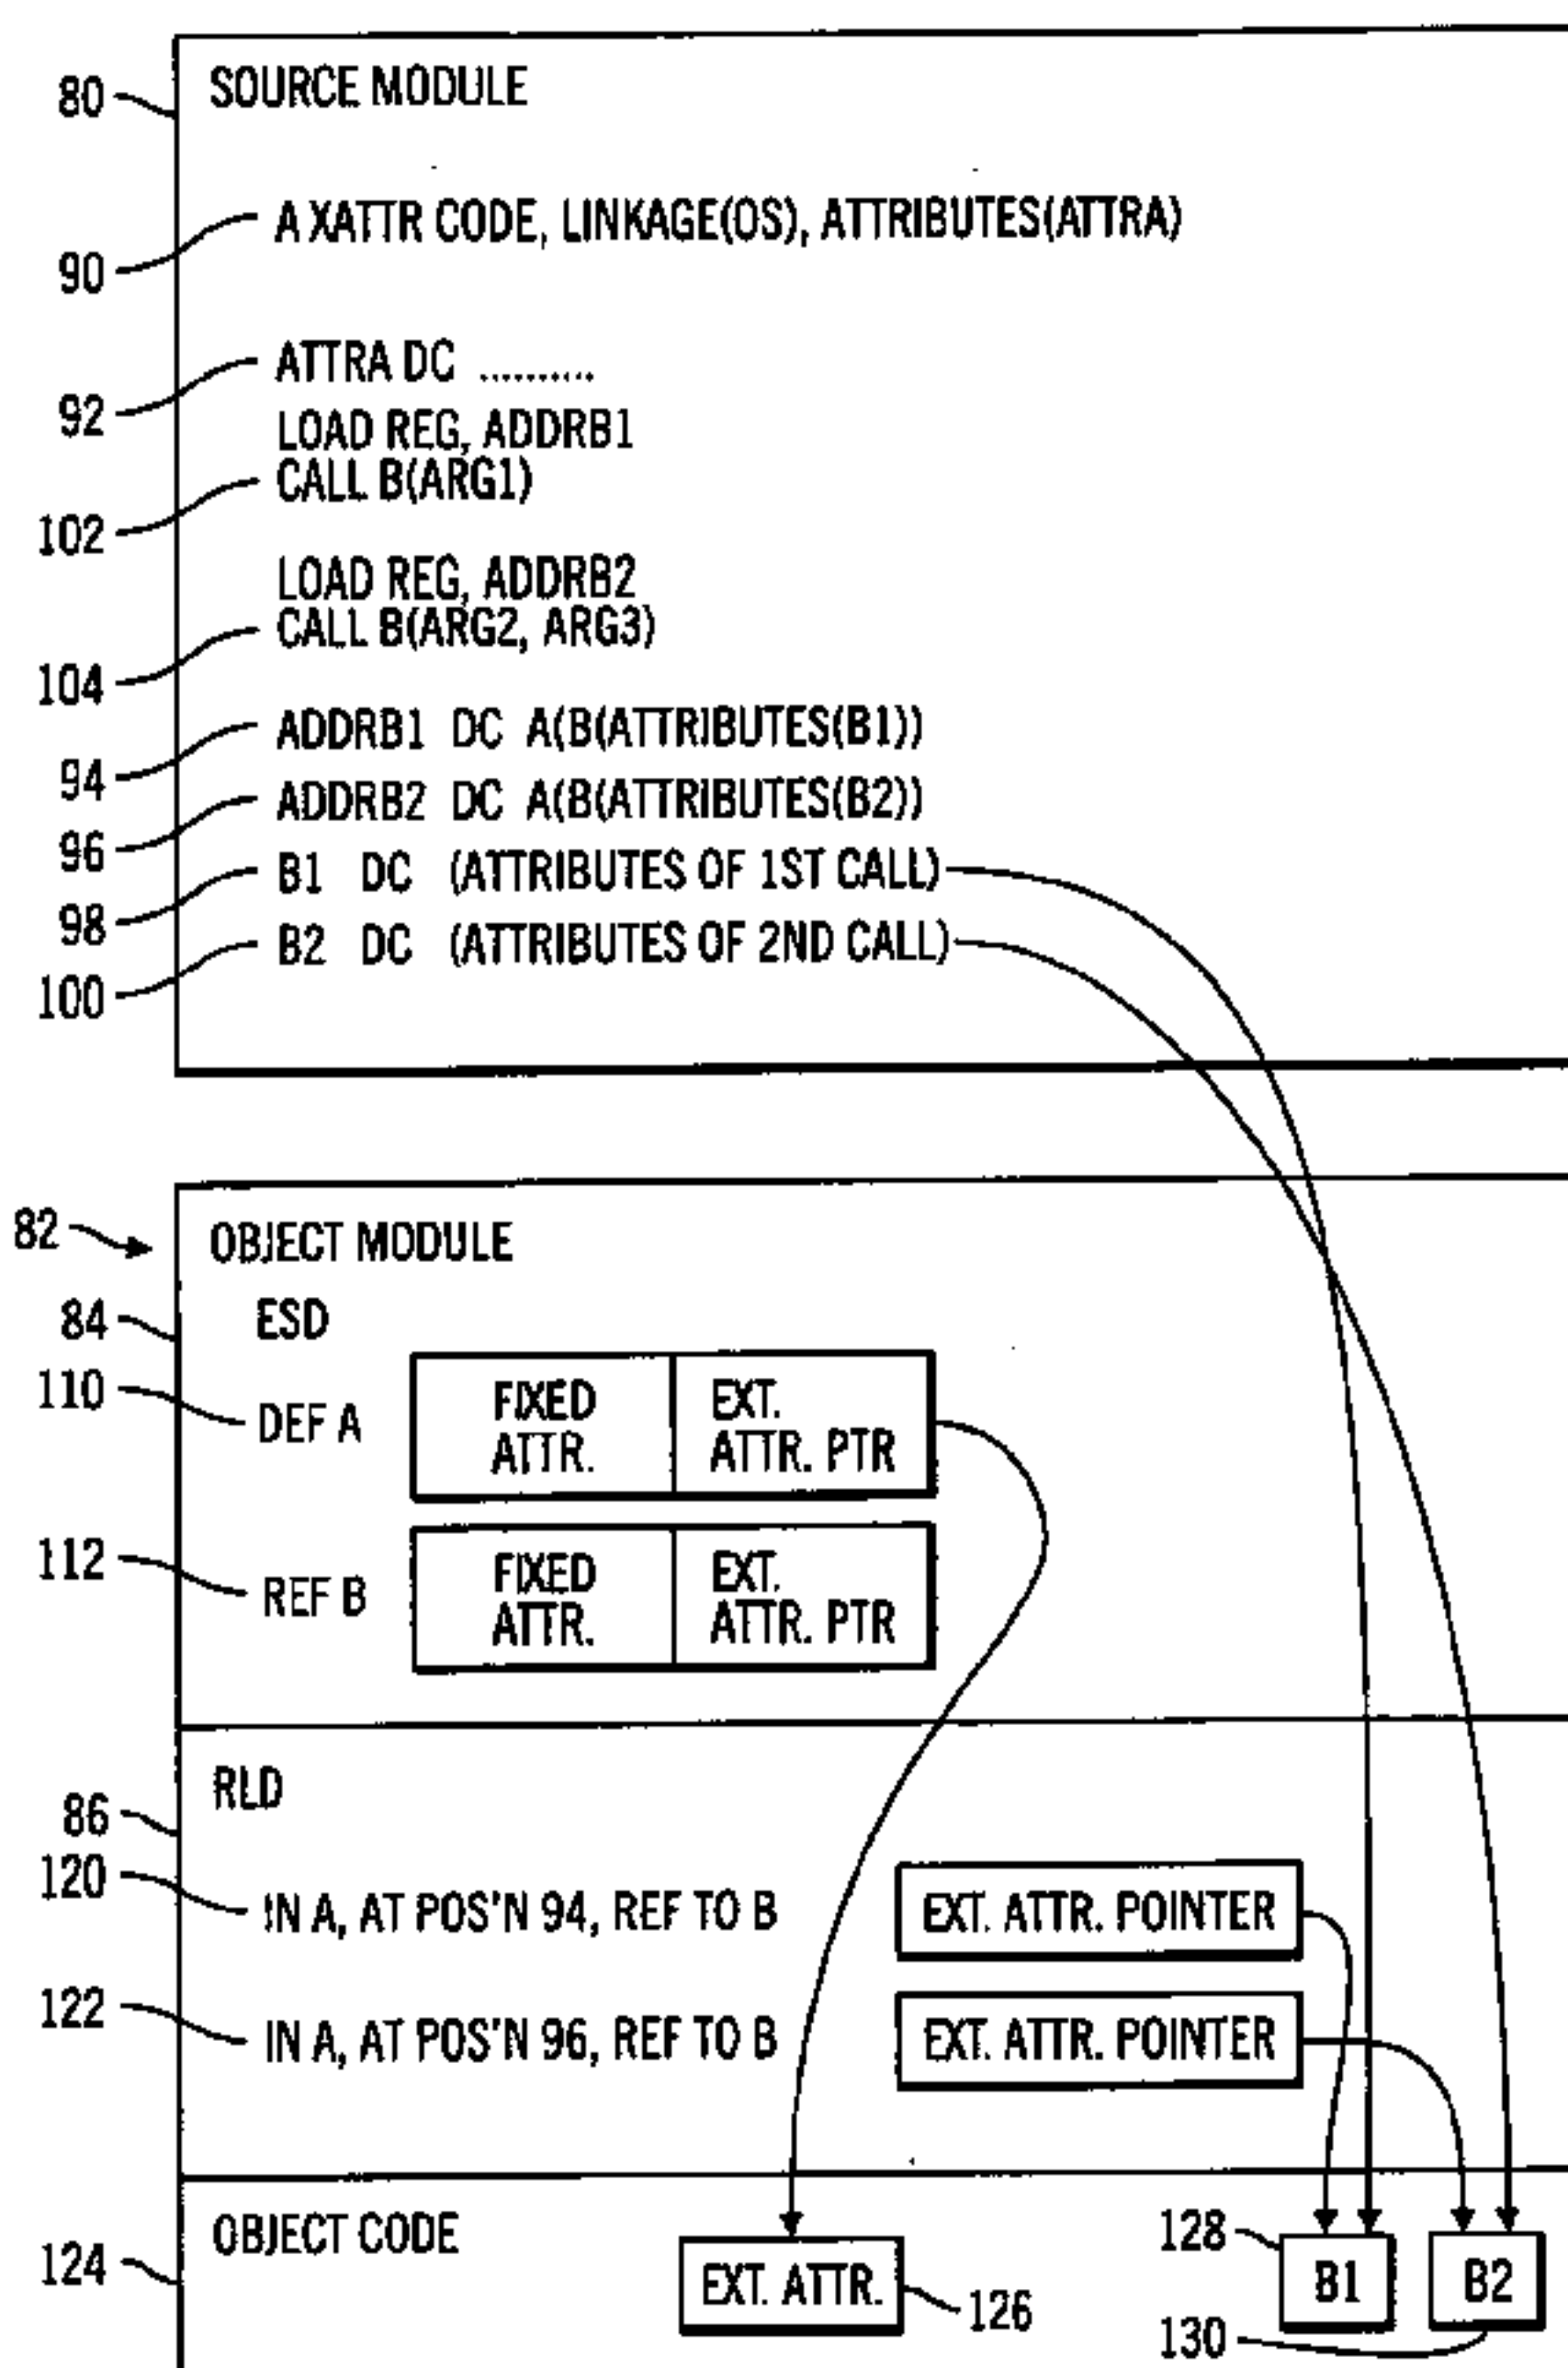 80 SOURCE MODULE
90 A XATTR CODE, LINKAGE(OS), ATTRIBUTES(ATTRA)
92 ATTRA DC ..........
LOAD REG, ADDRB1
102 CALL B(ARG1)
LOAD REG, ADDRB2
104 CALL B(ARG2, ARG3)
94 ADDRB1 DC A(B(ATTRIBUTES(B1))
96 ADDRB2 DC A(B(ATTRIBUTES(B2))
98 B1 DC (ATTRIBUTES OF 1ST CALL)
100 B2 DC (ATTRIBUTES OF 2ND CALL)
82 OBJECT MODULE
84 ESD
110 DEF A
FIXED ATTR.
EXT. ATTR. PTR
112 REF B
FIXED ATTR.
EXT. ATTR. PTR
86 RLD
120 IN A, AT POS'N 94, REF TO B EXT. ATTR. POINTER
122 IN A, AT POS'N 96, REF TO B EXT. ATTR. POINTER
124 OBJECT CODE
EXT. ATTR. 126
128 B1
130 B2